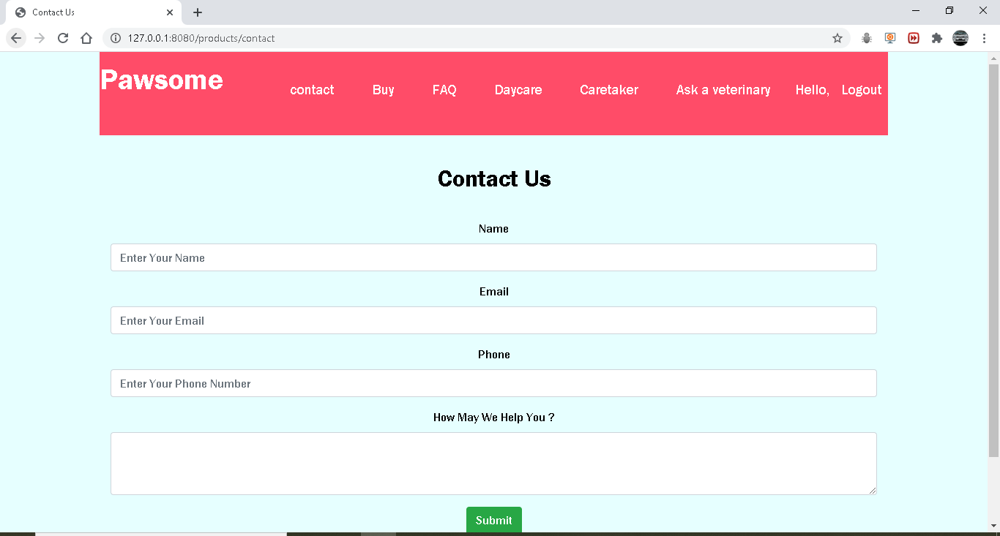 Contact Us
127.0.0.1:8080/products/contact
Pawsome contact Buy FAQ Daycare Caretaker Ask a veterinary Hello, Logout
Contact Us
Name
Enter Your Name
Email
Enter Your Email
Phone
Enter Your Phone Number
How May We Help You ?
Submit